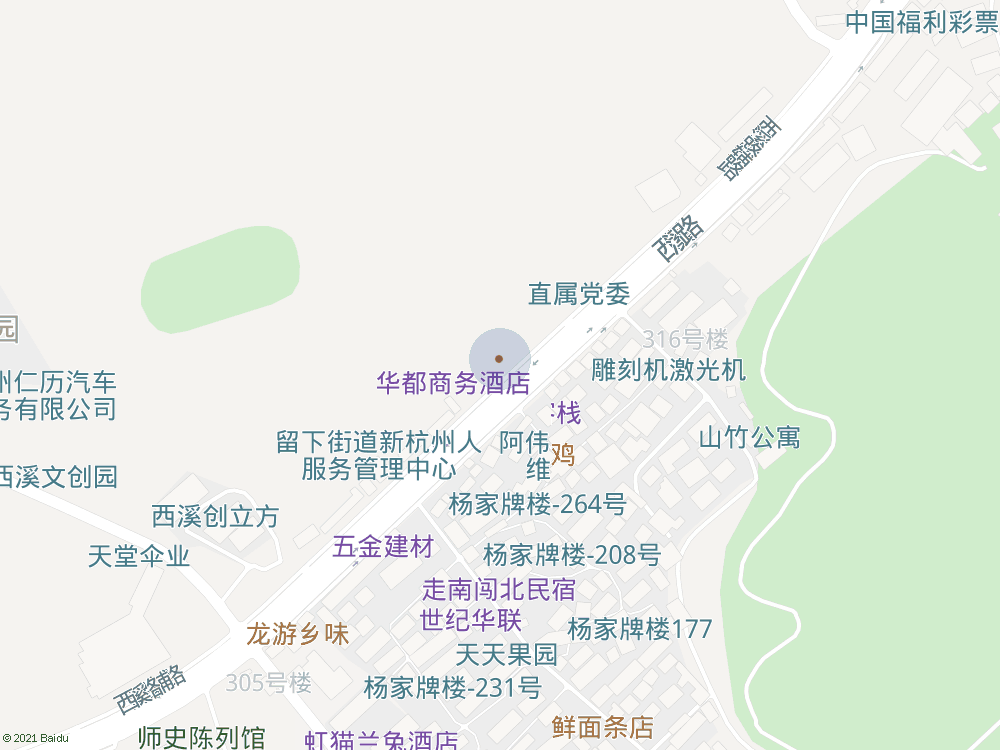 中国福利彩票
西溪路辅路
西溪路
直属党委
园
316号楼
雕刻机激光机
华都商务酒店
州仁历汽车
务有限公司
栈
山竹公寓
留下街道新杭州人
服务管理中心
阿伟
维
鸡
西溪文创园
杨家牌楼-264号
西溪创立方
五金建材
天堂伞业
杨家牌楼-208号
走南闯北民宿
世纪华联
杨家牌楼177
龙游乡味
天天果园
305号楼
杨家牌楼-231号
西溪路辅路
鲜面条店
师史陈列馆
虹猫兰兔酒店
© 2021 Baidu